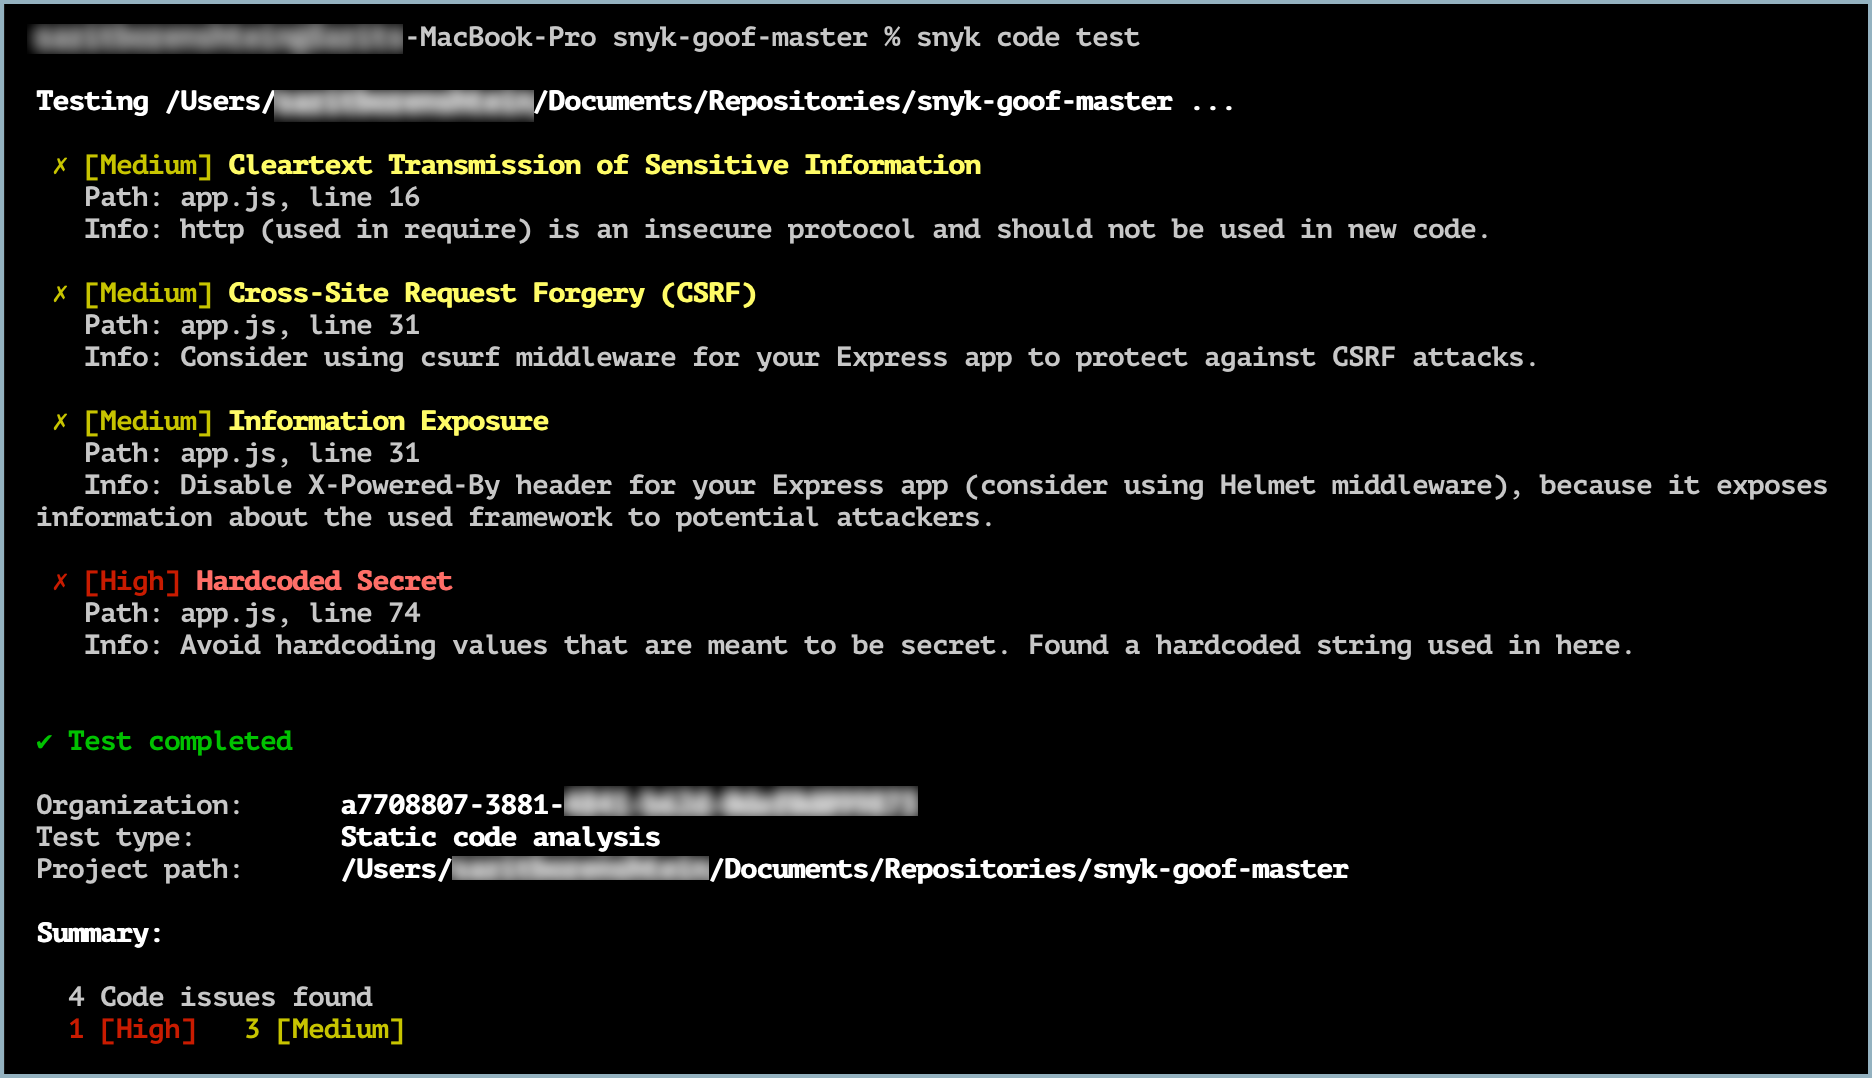 -MacBook-Pro snyk-goof-master % snyk code test
Testing /Users/ /Documents/Repositories/snyk-goof-master ...
✗ [Medium] Cleartext Transmission of Sensitive Information
Path: app.js, line 16
Info: http (used in require) is an insecure protocol and should not be used in new code.
✗ [Medium] Cross-Site Request Forgery (CSRF)
Path: app.js, line 31
Info: Consider using csurf middleware for your Express app to protect against CSRF attacks.
✗ [Medium] Information Exposure
Path: app.js, line 31
Info: Disable X-Powered-By header for your Express app (consider using Helmet middleware), because it exposes
information about the used framework to potential attackers.
✗ [High] Hardcoded Secret
Path: app.js, line 74
Info: Avoid hardcoding values that are meant to be secret. Found a hardcoded string used in here.
✔ Test completed
Organization: a7708807-3881-
Test type: Static code analysis
Project path: /Users/ /Documents/Repositories/snyk-goof-master
Summary:
4 Code issues found
1 [High] 3 [Medium]